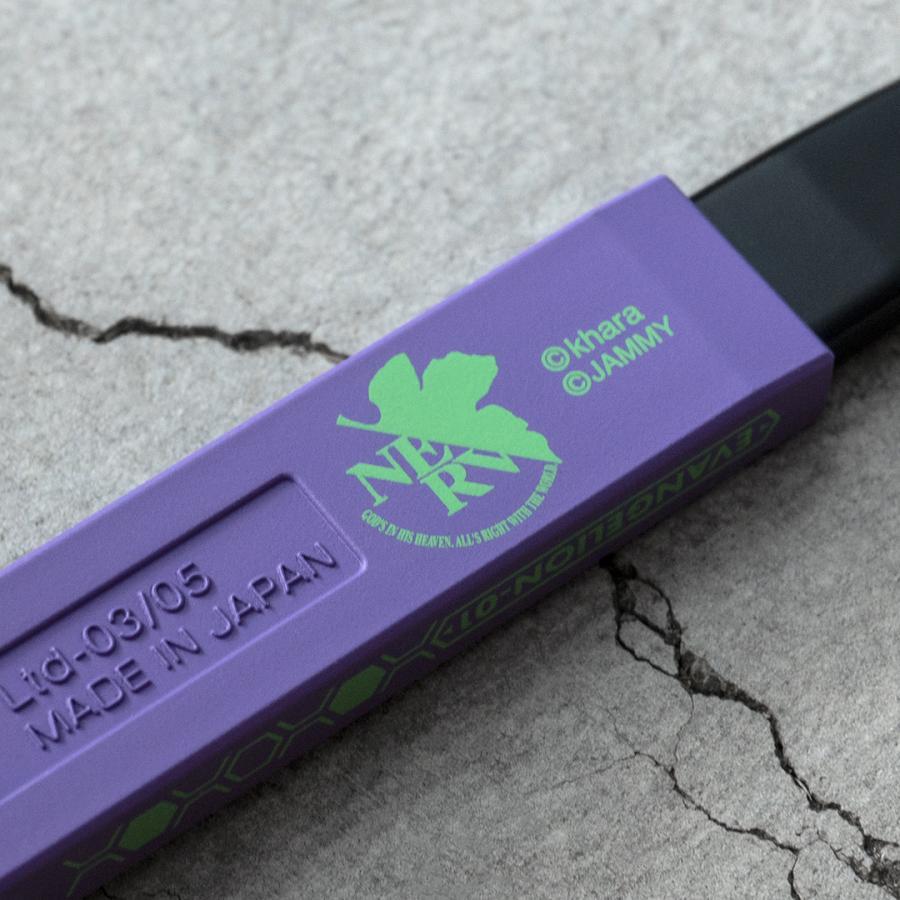 ©khara
©JAMMY
NERV
GOD'S IN HIS HEAVEN. ALL'S RIGHT WITH THE WORLD.
Ltd-03/05
MADE IN JAPAN
EVANGELION-01